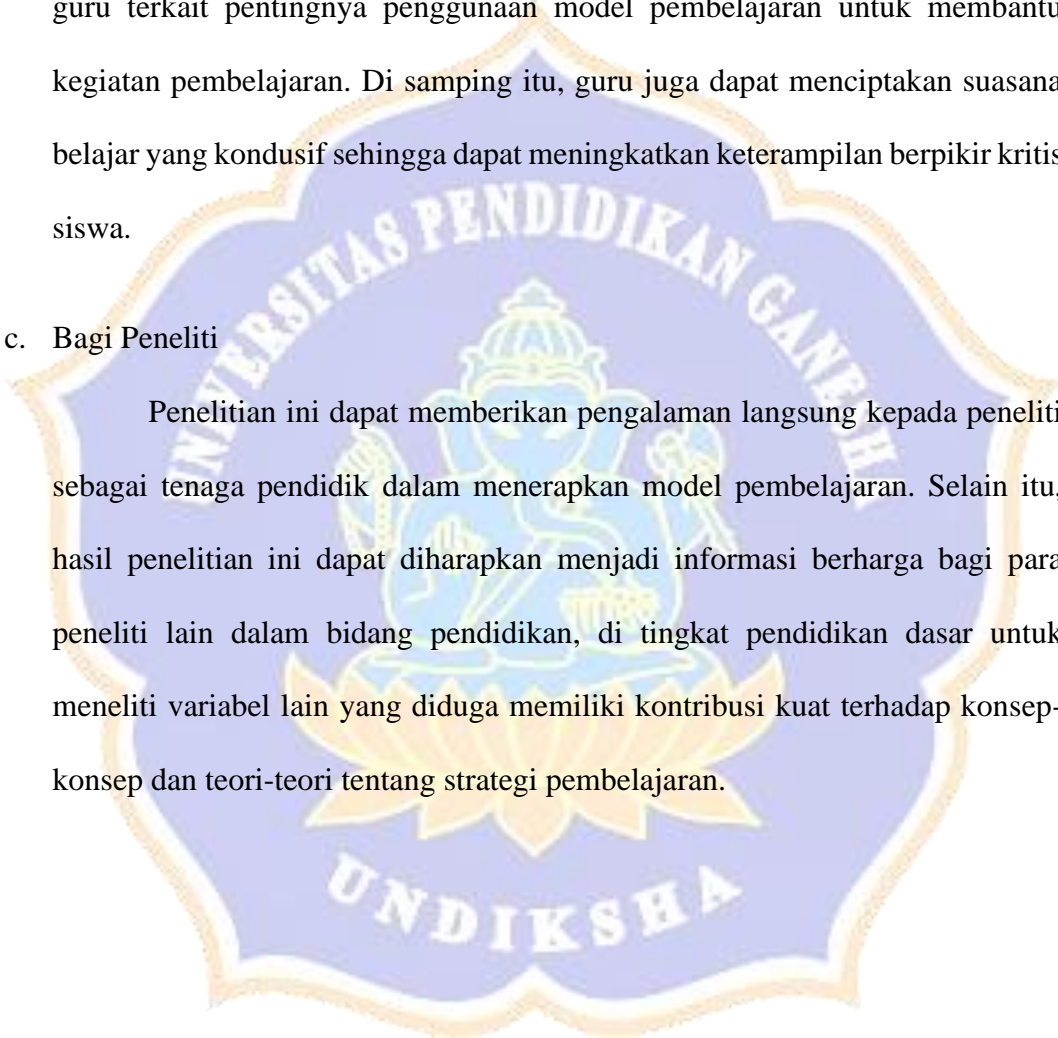 guru terkait pentingnya penggunaan model pembelajaran untuk membantu
kegiatan pembelajaran. Di samping itu, guru juga dapat menciptakan suasana
belajar yang kondusif sehingga dapat meningkatkan keterampilan berpikir kritis
siswa.
UNIVERSITAS PENDIDIKAN GANESHA
c. Bagi Peneliti
Penelitian ini dapat memberikan pengalaman langsung kepada peneliti
sebagai tenaga pendidik dalam menerapkan model pembelajaran. Selain itu,
hasil penelitian ini dapat diharapkan menjadi informasi berharga bagi para
peneliti lain dalam bidang pendidikan, di tingkat pendidikan dasar untuk
meneliti variabel lain yang diduga memiliki kontribusi kuat terhadap konsep-
konsep dan teori-teori tentang strategi pembelajaran.
UNDIKSHA